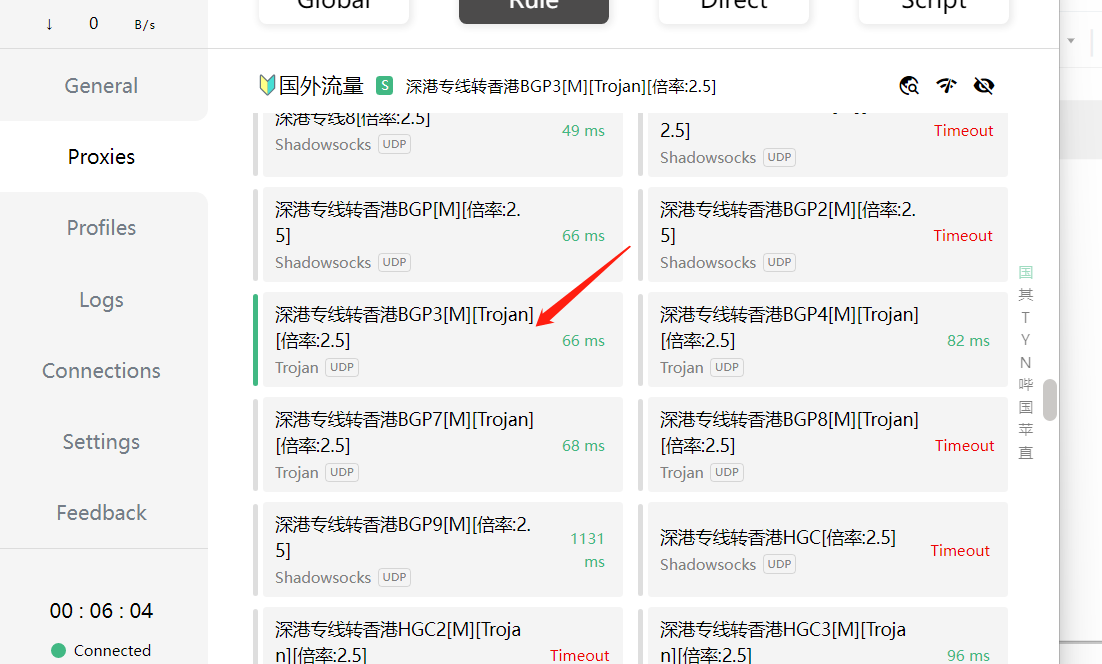 Global
Rule
Direct
Script
↓ 0 B/s
General
Proxies
Profiles
Logs
Connections
Settings
Feedback
00 : 06 : 04
Connected
国外流量 S 深港专线转香港BGP3[M][Trojan][倍率:2.5]
深港专线8[倍率:2.5]
Shadowsocks UDP
49 ms
2.5]
Shadowsocks UDP
Timeout
深港专线转香港BGP[M][倍率:2.
5]
Shadowsocks UDP
66 ms
深港专线转香港BGP2[M][倍率:2.
5]
Shadowsocks UDP
Timeout
深港专线转香港BGP3[M][Trojan]
[倍率:2.5]
Trojan UDP
66 ms
深港专线转香港BGP4[M][Trojan]
[倍率:2.5]
Trojan UDP
82 ms
深港专线转香港BGP7[M][Trojan]
[倍率:2.5]
Trojan UDP
68 ms
深港专线转香港BGP8[M][Trojan]
[倍率:2.5]
Trojan UDP
Timeout
深港专线转香港BGP9[M][倍率:2.
5]
Shadowsocks UDP
1131
ms
深港专线转香港HGC[倍率:2.5]
Shadowsocks UDP
Timeout
深港专线转香港HGC2[M][Troja
n][倍率:2.5]
Timeout
深港专线转香港HGC3[M][Troja
n][倍率:2.5]
96 ms
国
其
T
Y
N
哔
国
苹
直